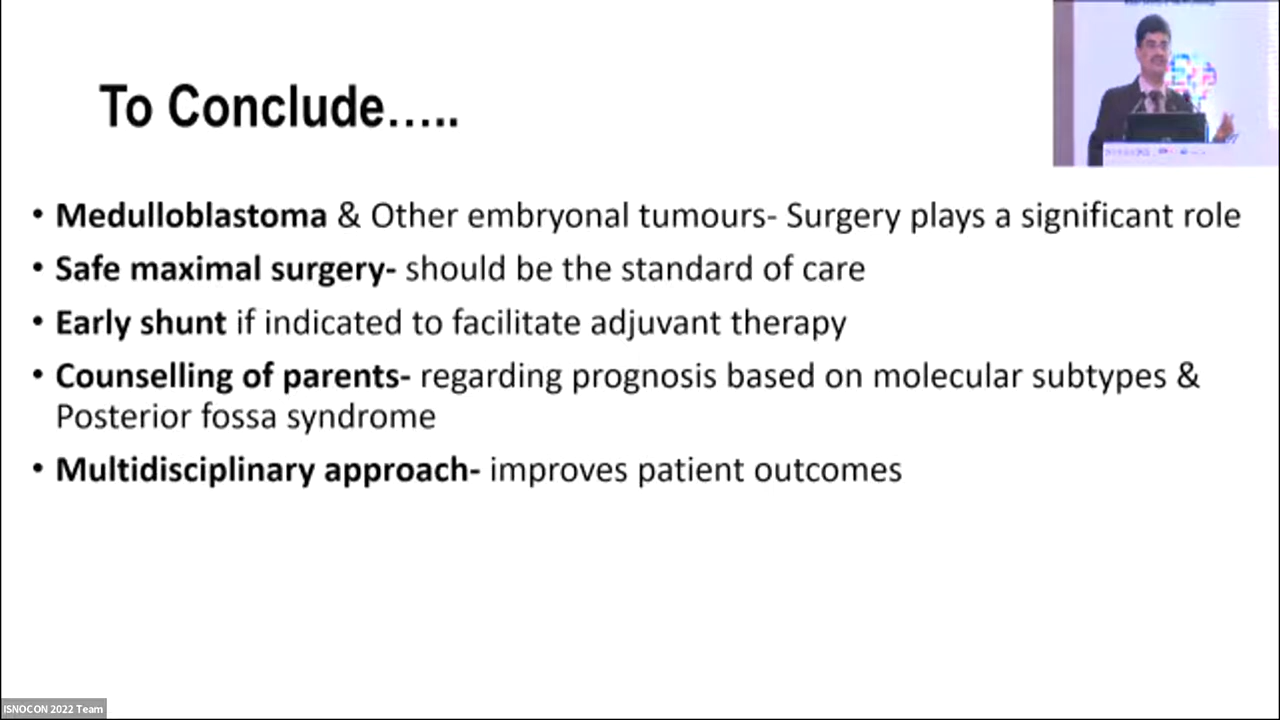 To Conclude…..
• Medulloblastoma & Other embryonal tumours- Surgery plays a significant role
• Safe maximal surgery- should be the standard of care
• Early shunt if indicated to facilitate adjuvant therapy
• Counselling of parents- regarding prognosis based on molecular subtypes &
Posterior fossa syndrome
• Multidisciplinary approach- improves patient outcomes
ISNOCON 2022 Team